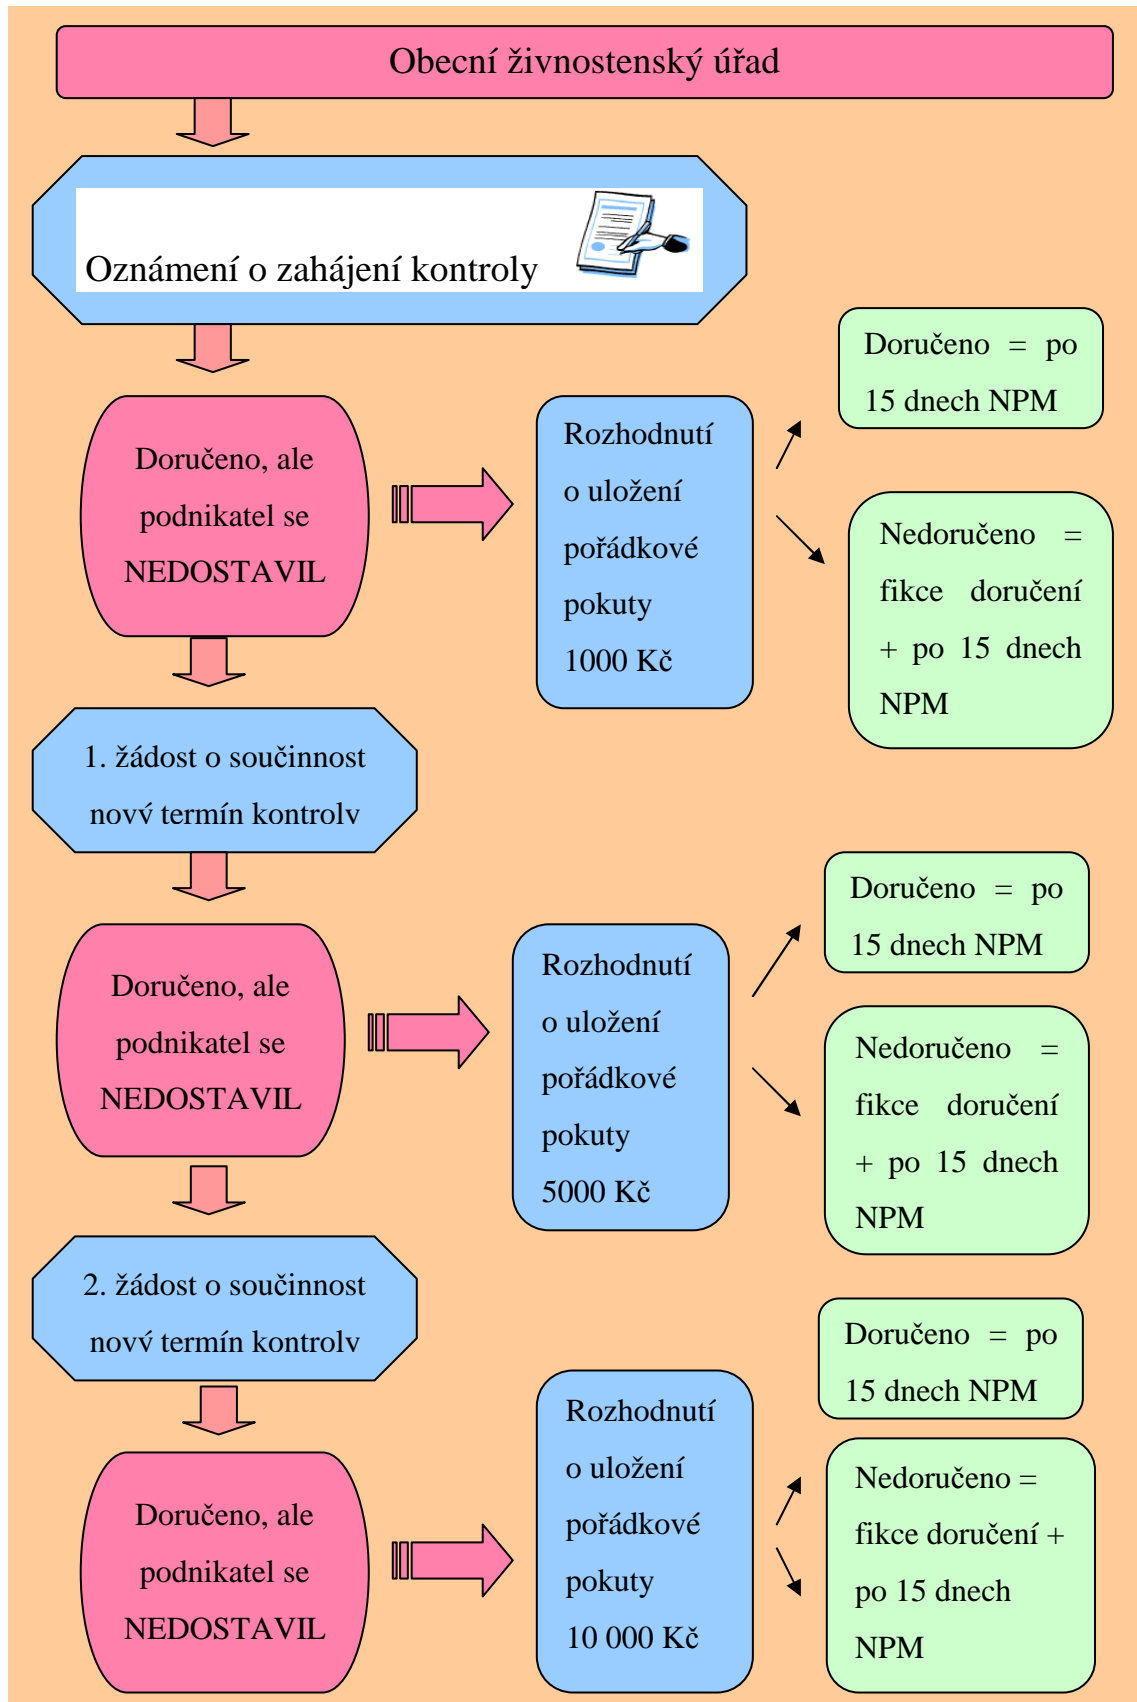 Obecní živnostenský úřad
Oznámení o zahájení kontroly
Doručeno, ale
podnikatel se
NEDOSTAVIL
Rozhodnutí
o uložení
pořádkové
pokuty
1000 Kč
Doručeno = po
15 dnech NPM
Nedoručeno =
fikce doručení
+ po 15 dnech
NPM
1. žádost o součinnost
nový termín kontroly
Doručeno, ale
podnikatel se
NEDOSTAVIL
Rozhodnutí
o uložení
pořádkové
pokuty
5000 Kč
Doručeno = po
15 dnech NPM
Nedoručeno =
fikce doručení
+ po 15 dnech
NPM
2. žádost o součinnost
nový termín kontroly
Doručeno, ale
podnikatel se
NEDOSTAVIL
Rozhodnutí
o uložení
pořádkové
pokuty
10 000 Kč
Doručeno = po
15 dnech NPM
Nedoručeno =
fikce doručení +
po 15 dnech
NPM